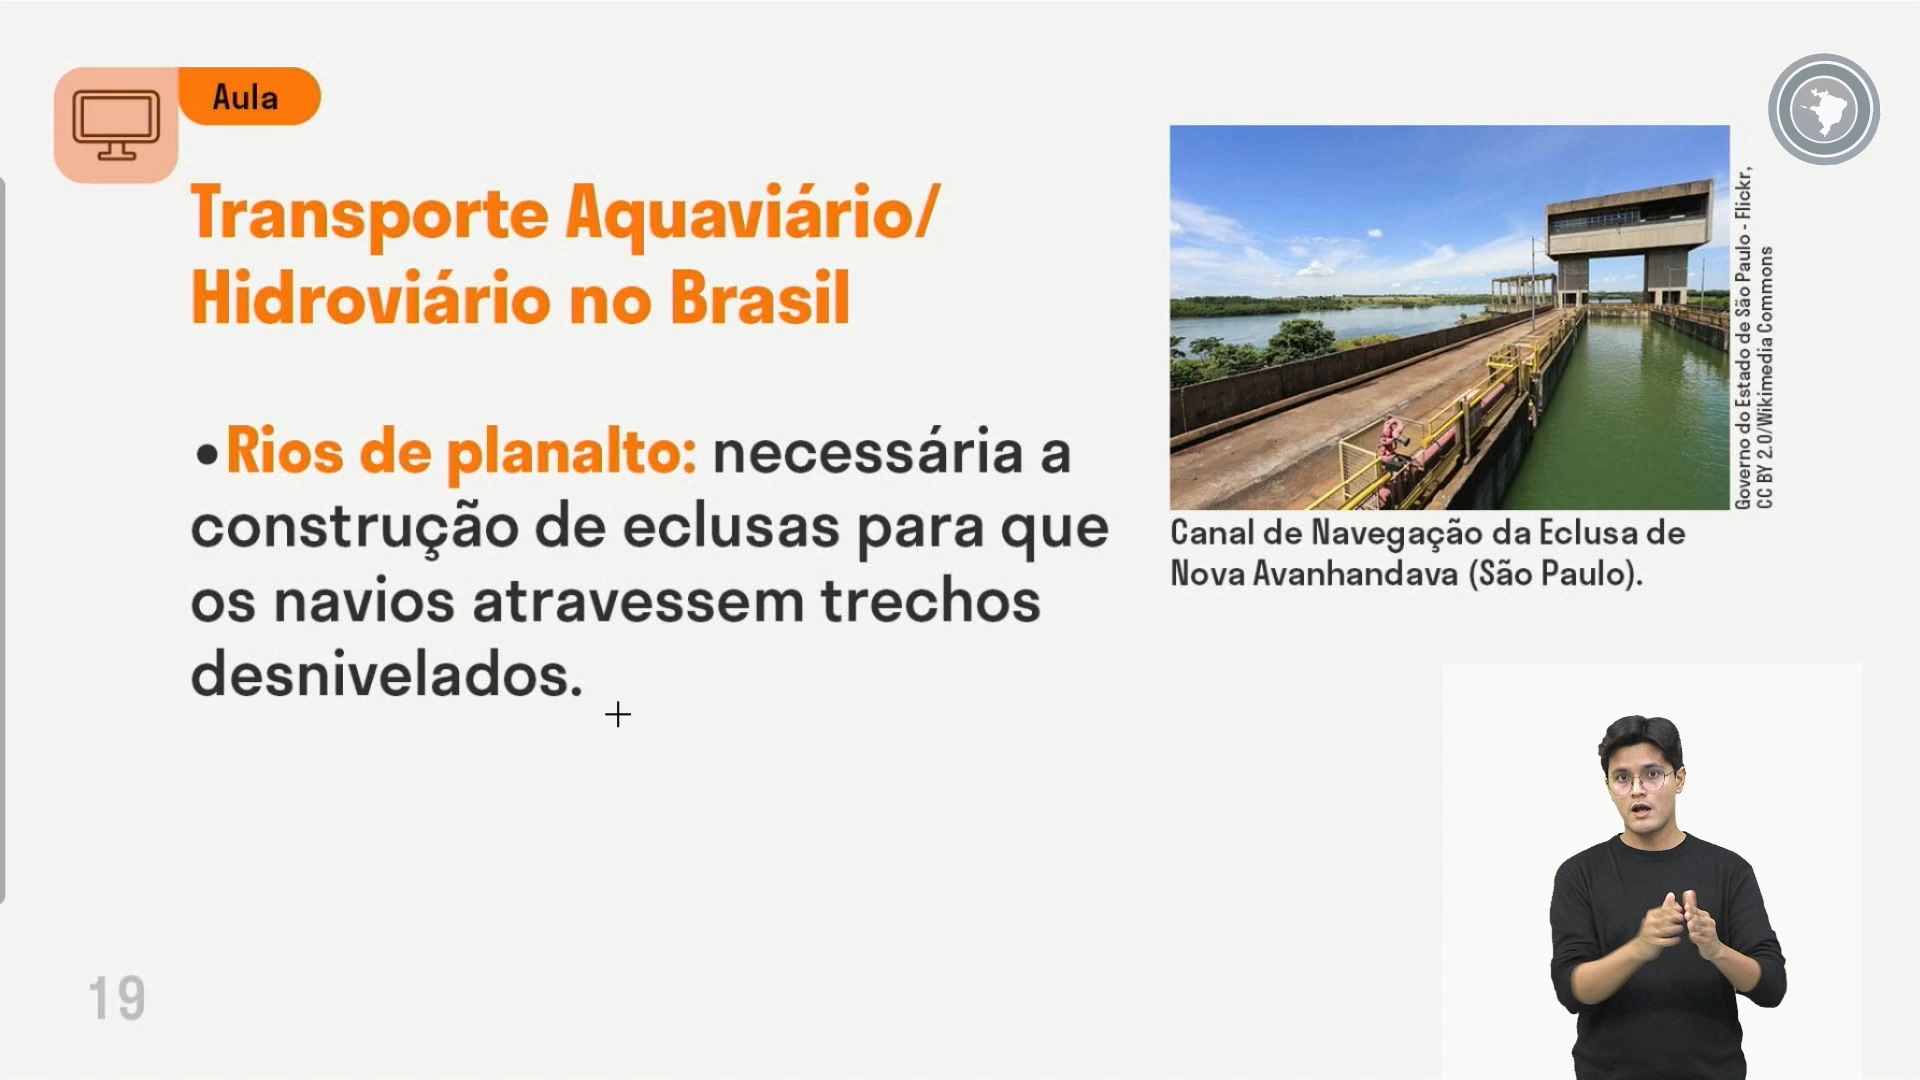 Aula
Transporte Aquaviário/
Hidroviário no Brasil
•Rios de planalto: necessária a
construção de eclusas para que
os navios atravessem trechos
desnivelados.
Governo do Estado de São Paulo - Flickr,
CC BY 2.0/Wikimedia Commons
Canal de Navegação da Eclusa de
Nova Avanhandava (São Paulo).
19